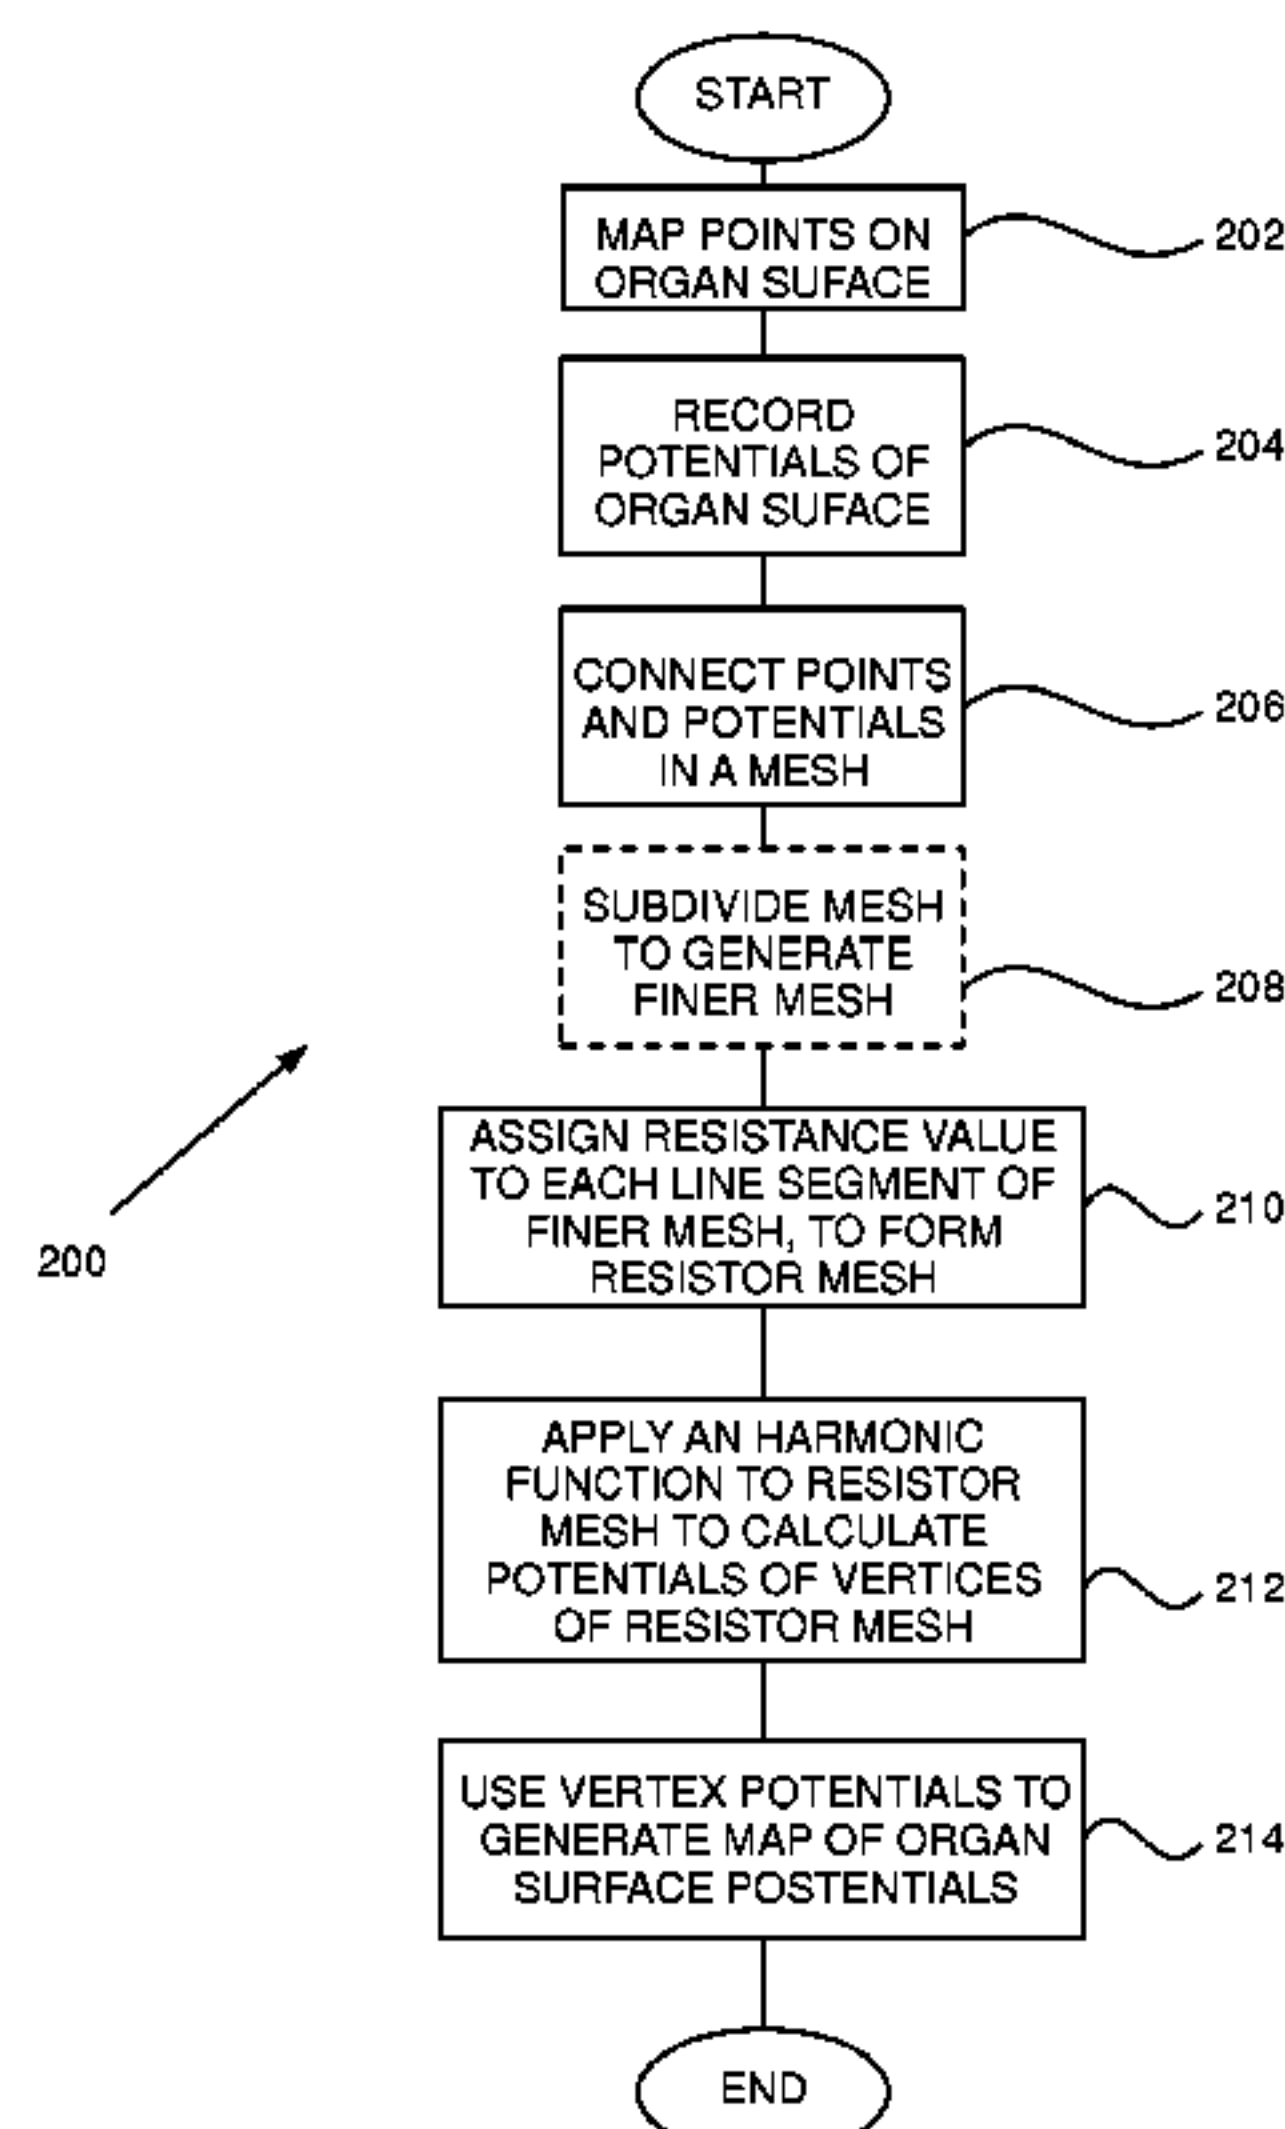 START
MAP POINTS ON
ORGAN SUFACE
202
RECORD
POTENTIALS OF
ORGAN SUFACE
204
CONNECT POINTS
AND POTENTIALS
IN A MESH
206
SUBDIVIDE MESH
TO GENERATE
FINER MESH
208
ASSIGN RESISTANCE VALUE
TO EACH LINE SEGMENT OF
FINER MESH, TO FORM
RESISTOR MESH
210
200
APPLY AN HARMONIC
FUNCTION TO RESISTOR
MESH TO CALCULATE
POTENTIALS OF VERTICES
OF RESISTOR MESH
212
USE VERTEX POTENTIALS TO
GENERATE MAP OF ORGAN
SURFACE POSTENTIALS
214
END